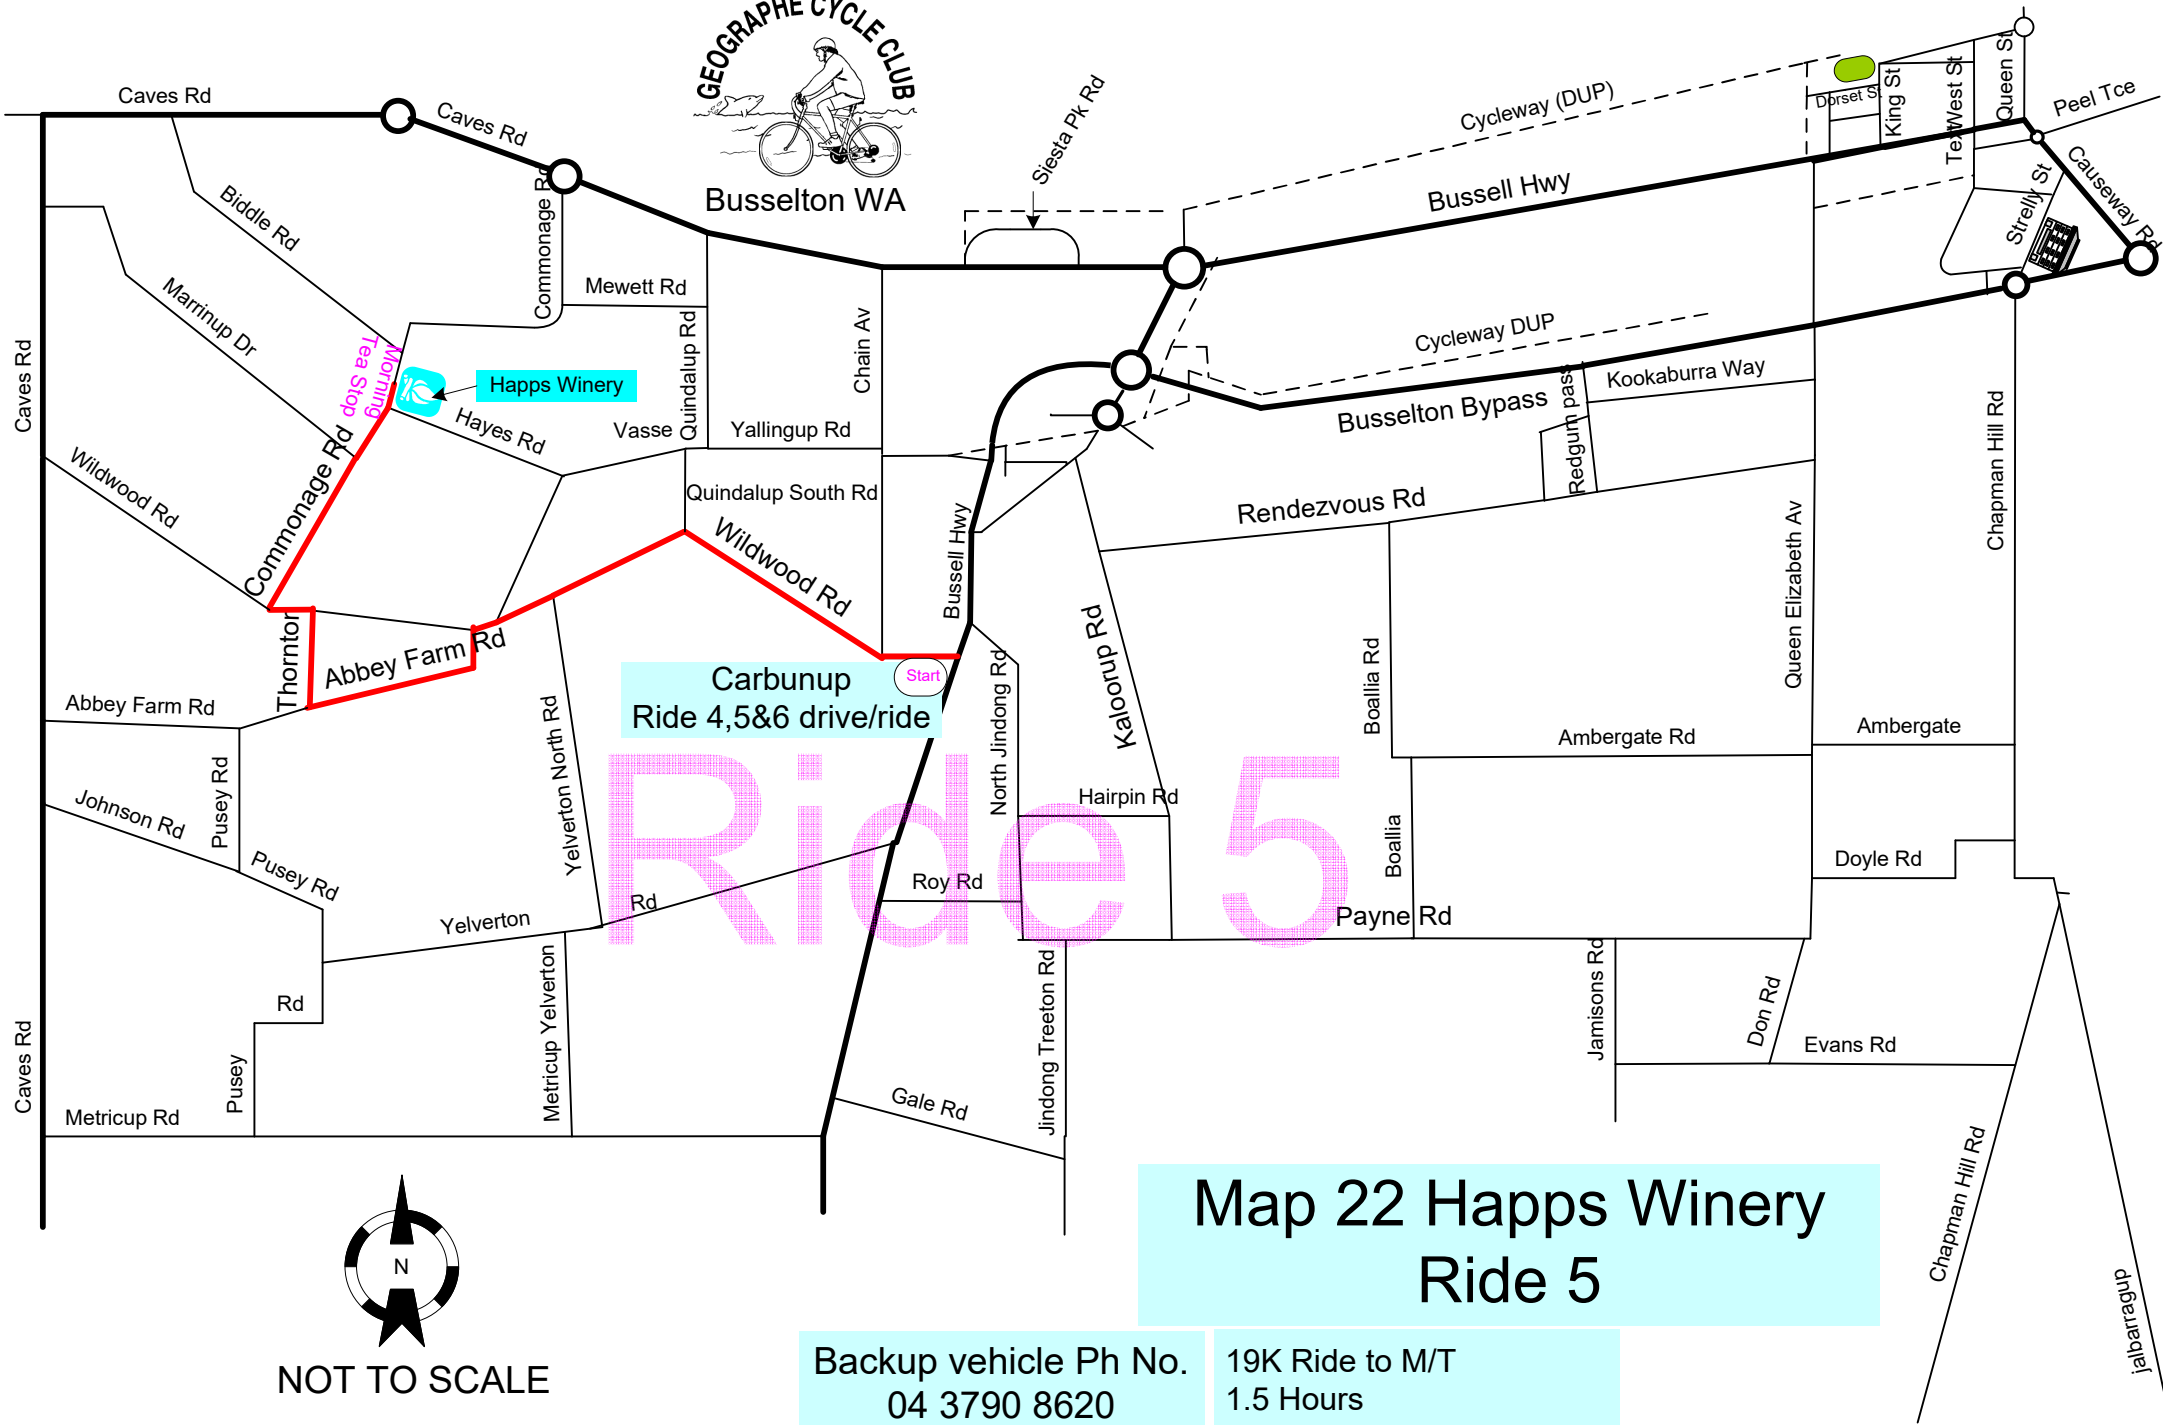 GEOGRAPHE CYCLE CLUB
Busselton WA
Caves Rd
Caves Rd
Siesta Pk Rd
Cycleway (DUP)
Dorset St
King St
Text
West St
Queen St
Peel Tce
Causeway Rd
Strelly St
Bussell Hwy
Biddle Rd
Commonage Rd
Mewett Rd
Marrinup Dr
Caves Rd
Morning
Tea Stop
Happs Winery
Hayes Rd
Vasse
Quindalup Rd
Yallingup Rd
Chain Av
Cycleway DUP
Busselton Bypass
Kookaburra Way
Redgum pass
Chapman Hill Rd
Wildwood Rd
Commonage Rd
Quindalup South Rd
Wildwood Rd
Bussell Hwy
Rendezvous Rd
Queen Elizabeth Av
Thornton
Abbey Farm Rd
Start
Carbunup
Ride 4,5&6 drive/ride
North Jindong Rd
Kaloorup Rd
Boallia Rd
Abbey Farm Rd
Yelverton North Rd
Ambergate Rd
Ambergate
Ride 5
Johnson Rd
Pusey Rd
Pusey Rd
Hairpin Rd
Boallia
Doyle Rd
Roy Rd
Yelverton
Rd
Payne Rd
Rd
Pusey
Metricup Yelverton
Jindong Treeton Rd
Jamisons Rd
Don Rd
Evans Rd
Caves Rd
Metricup Rd
Gale Rd
Chapman Hill Rd
jalbarragup
N
NOT TO SCALE
Map 22 Happs Winery
Ride 5
Backup vehicle Ph No.
04 3790 8620
19K Ride to M/T
1.5 Hours